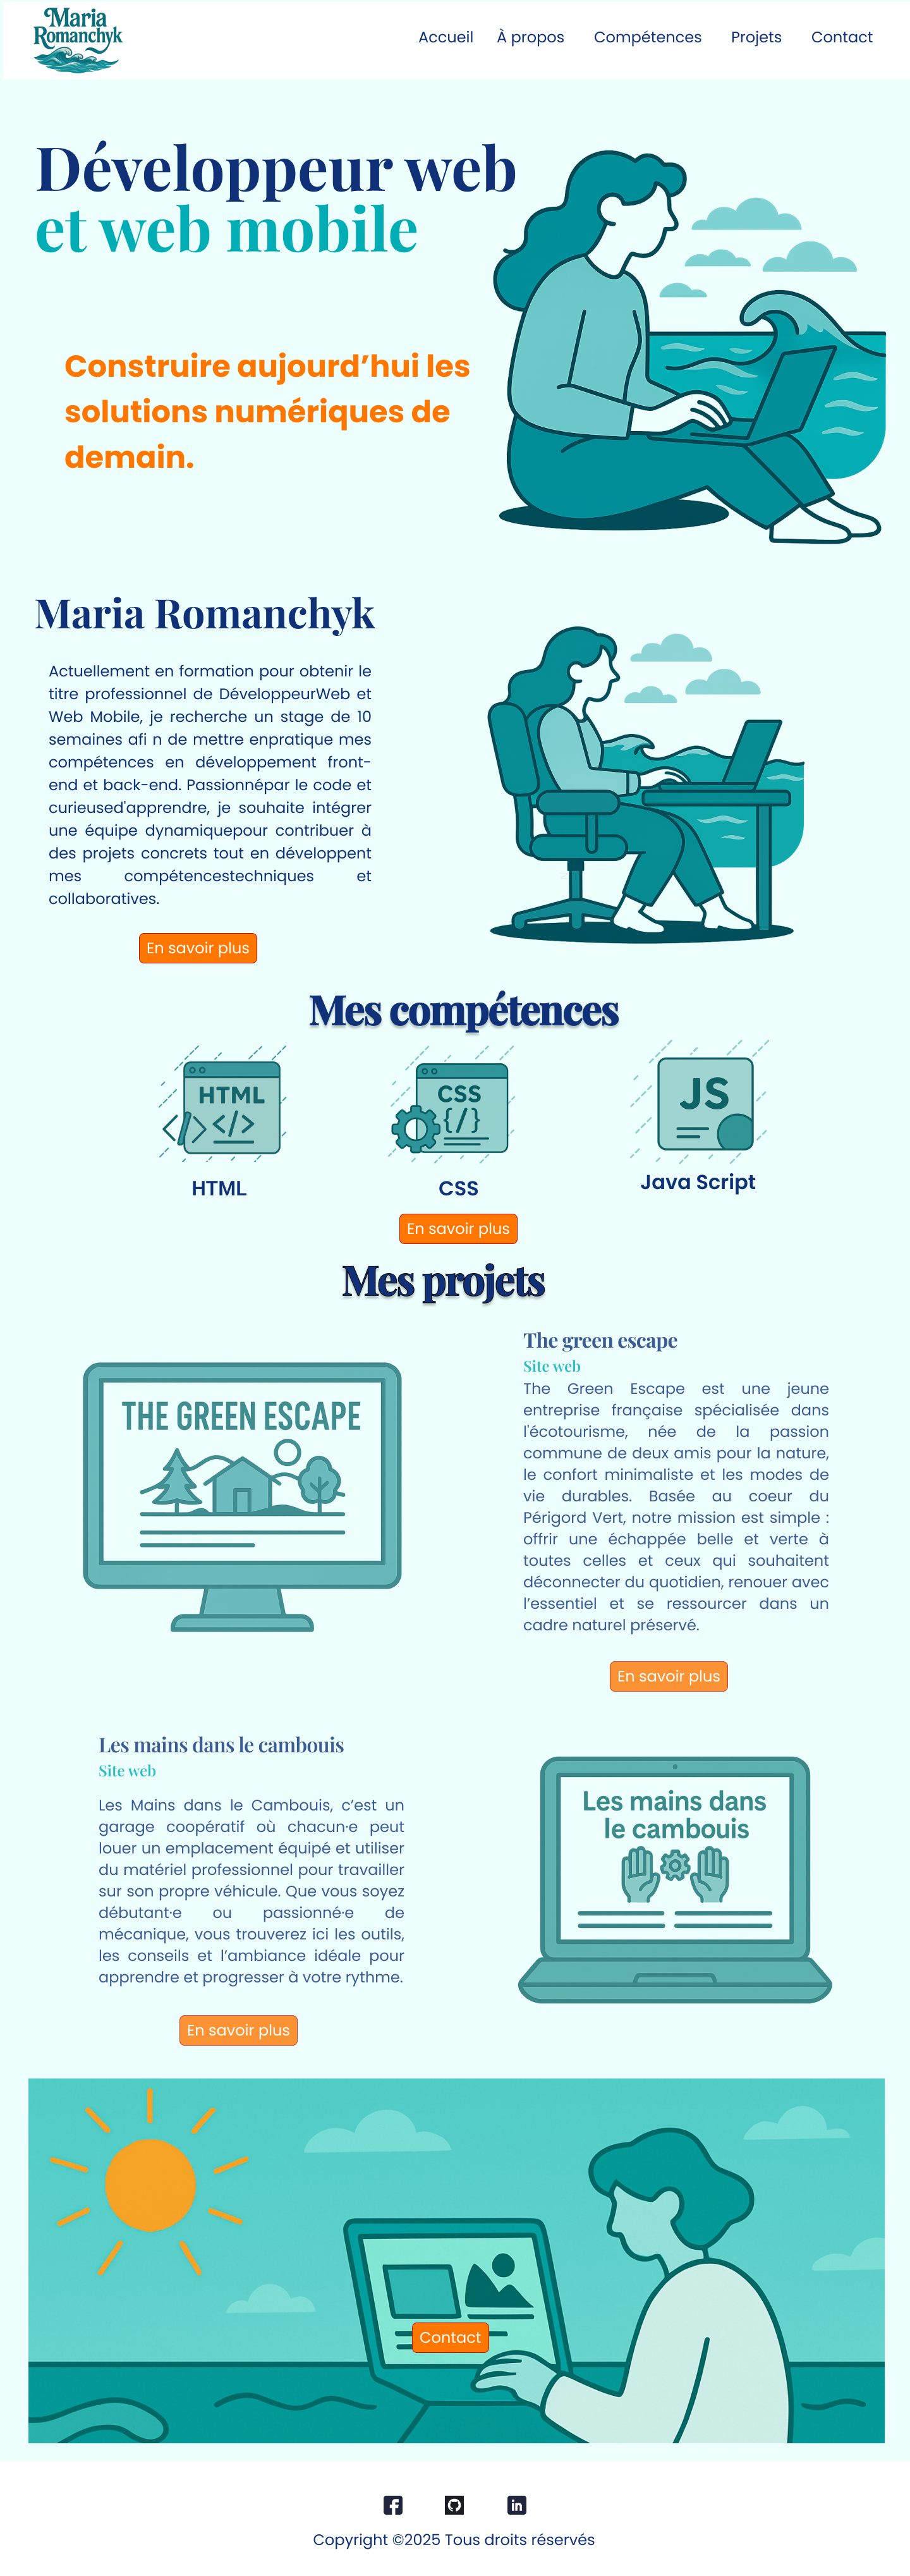 Maria
Romanchyk
Accueil À propos Compétences Projets Contact
Développeur web
et web mobile
Construire aujourd’hui les
solutions numériques de
demain.
Maria Romanchyk
Actuellement en formation pour obtenir le
titre professionnel de DéveloppeurWeb et
Web Mobile, je recherche un stage de 10
semaines afi n de mettre enpratique mes
compétences en développement front-
end et back-end. Passionnépar le code et
curieused'apprendre, je souhaite intégrer
une équipe dynamiquepour contribuer à
des projets concrets tout en développent
mes compétencestechniques et
collaboratives.
En savoir plus
Mes compétences
HTML
</>
CSS
{/}
JS
HTML
CSS
Java Script
En savoir plus
Mes projets
THE GREEN ESCAPE
The green escape
Site web
The Green Escape est une jeune
entreprise française spécialisée dans
l'écotourisme, née de la passion
commune de deux amis pour la nature,
le confort minimaliste et les modes de
vie durables. Basée au coeur du
Périgord Vert, notre mission est simple :
offrir une échappée belle et verte à
toutes celles et ceux qui souhaitent
déconnecter du quotidien, renouer avec
l’essentiel et se ressourcer dans un
cadre naturel préservé.
En savoir plus
Les mains dans le cambouis
Site web
Les Mains dans le Cambouis, c’est un
garage coopératif où chacun·e peut
louer un emplacement équipé et utiliser
du matériel professionnel pour travailler
sur son propre véhicule. Que vous soyez
débutant·e ou passionné·e de
mécanique, vous trouverez ici les outils,
les conseils et l’ambiance idéale pour
apprendre et progresser à votre rythme.
En savoir plus
Les mains dans
le cambouis
Contact
Copyright ©2025 Tous droits réservés